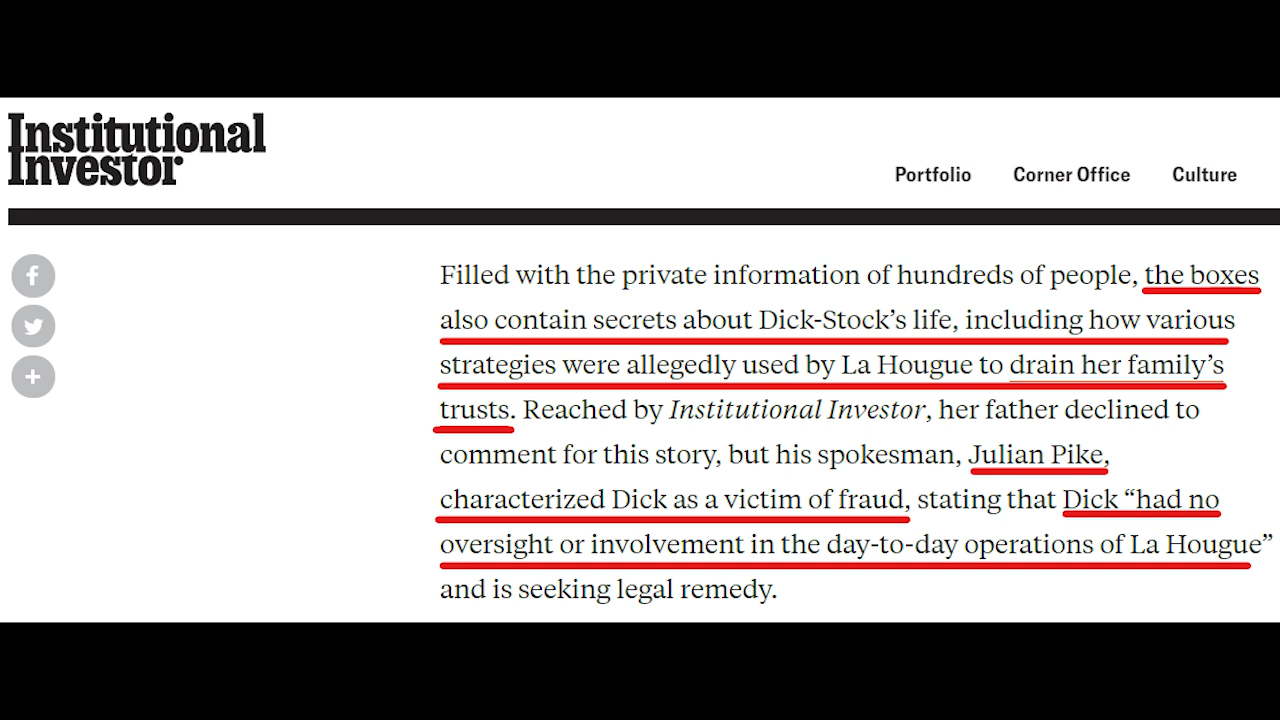 Institutional
Investor
Portfolio Corner Office Culture
Filled with the private information of hundreds of people, the boxes
also contain secrets about Dick-Stock’s life, including how various
strategies were allegedly used by La Hougue to drain her family’s
trusts. Reached by Institutional Investor, her father declined to
comment for this story, but his spokesman, Julian Pike,
characterized Dick as a victim of fraud, stating that Dick “had no
oversight or involvement in the day-to-day operations of La Hougue”
and is seeking legal remedy.